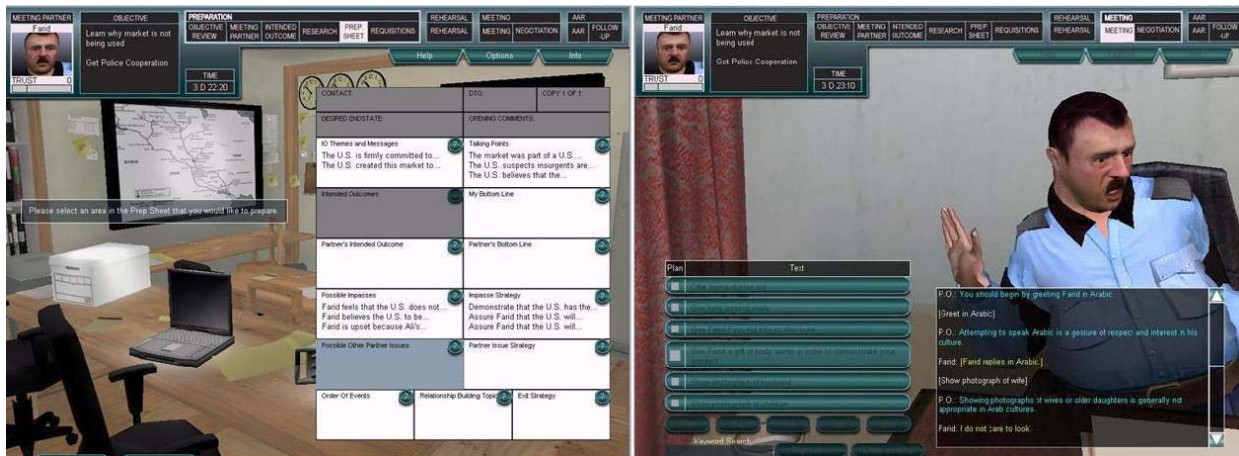 MEETING PARTNER
Farid
TRUST 0
OBJECTIVE
Learn why market is not
being used
Get Police Cooperation
PREPARATION
OBJECTIVE REVIEW
MEETING PARTNER
INTENDED OUTCOME
RESEARCH
PREP SHEET
REQUISITIONS
REHEARSAL
REHEARSAL
MEETING
MEETING
NEGOTIATION
AAR
AAR
FOLLOW -UP
TIME
3 D 22:20
Help
Options
Info
Please select an area in the Prep Sheet that you would like to prepare.
CONTACT:
DTG:
COPY 1 OF 1:
DESIRED ENDSTATE:
OPENING COMMENTS:
IO Themes and Messages
The U.S. is firmly committed to...
The U.S. created this market to...
Talking Points
The market was part of a U.S....
The U.S. suspects insurgents are...
The U.S. believes that the...
Intended Outcomes
My Bottom Line
Partner's Intended Outcome
Partner's Bottom Line
Possible Impasses
Farid feels that the U.S. does not...
Farid believes the U.S. to be...
Farid is upset because Ali's...
Impasse Strategy
Demonstrate that the U.S. has the...
Assure Farid that the U.S. will...
Assure Farid that the U.S. will...
Possible Other Partner Issues:
Partner Issue Strategy
Order Of Events
Relationship Building Topic
Exit Strategy
MEETING PARTNER
Farid
TRUST 0
OBJECTIVE
Learn why market is not
being used
Get Police Cooperation
PREPARATION
OBJECTIVE REVIEW
MEETING PARTNER
INTENDED OUTCOME
RESEARCH
PREP SHEET
REQUISITIONS
REHEARSAL
REHEARSAL
MEETING
MEETING
NEGOTIATION
AAR
AAR
FOLLOW -UP
TIME
3 D 23:10
Plan
Text
Give Farid a gift of body armor in order to demonstrate your
Keyword Search
P.O.: You should begin by greeting Farid in Arabic.
[Greet in Arabic]
P.O.: Attempting to speak Arabic is a gesture of respect and interest in his
culture.
Farid: [Farid replies in Arabic.]
[Show photograph of wife]
P.O.: Showing photographs of wives or older daughters is generally not
appropriate in Arab cultures.
Farid: I do not care to look.